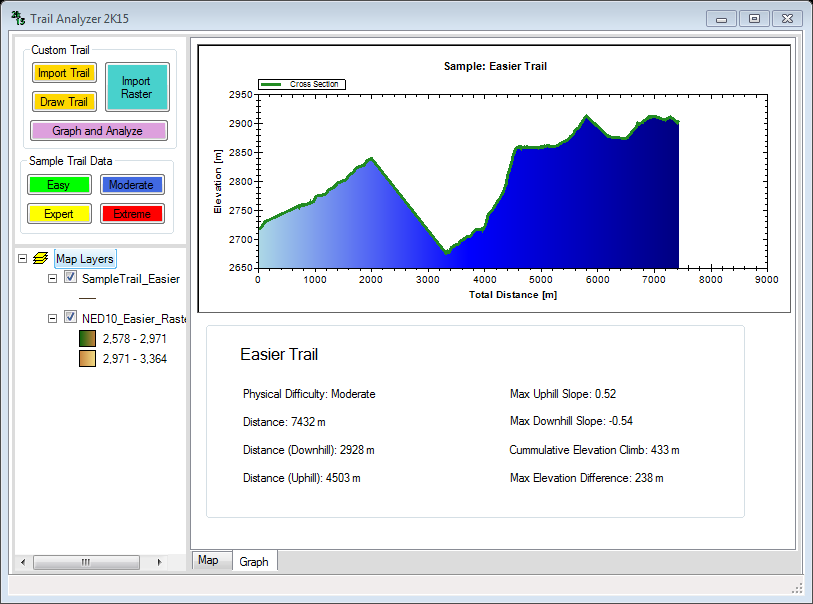 Trail Analyzer 2K15
Custom Trail
Import Trail
Import
Raster
Draw Trail
Graph and Analyze
Sample Trail Data
Easy
Moderate
Expert
Extreme
Map Layers
SampleTrail_Easier
NED10_Easier_Raste
2,578 - 2,971
2,971 - 3,364
Sample: Easier Trail
Cross Section
2950
2900
2850
2800
2750
2700
2650
Elevation [m]
0 1000 2000 3000 4000 5000 6000 7000 8000 9000
Total Distance [m]
Easier Trail
Physical Difficulty: Moderate
Distance: 7432 m
Distance (Downhill): 2928 m
Distance (Uphill): 4503 m
Max Uphill Slope: 0.52
Max Downhill Slope: -0.54
Cummulative Elevation Climb: 433 m
Max Elevation Difference: 238 m
Map
Graph